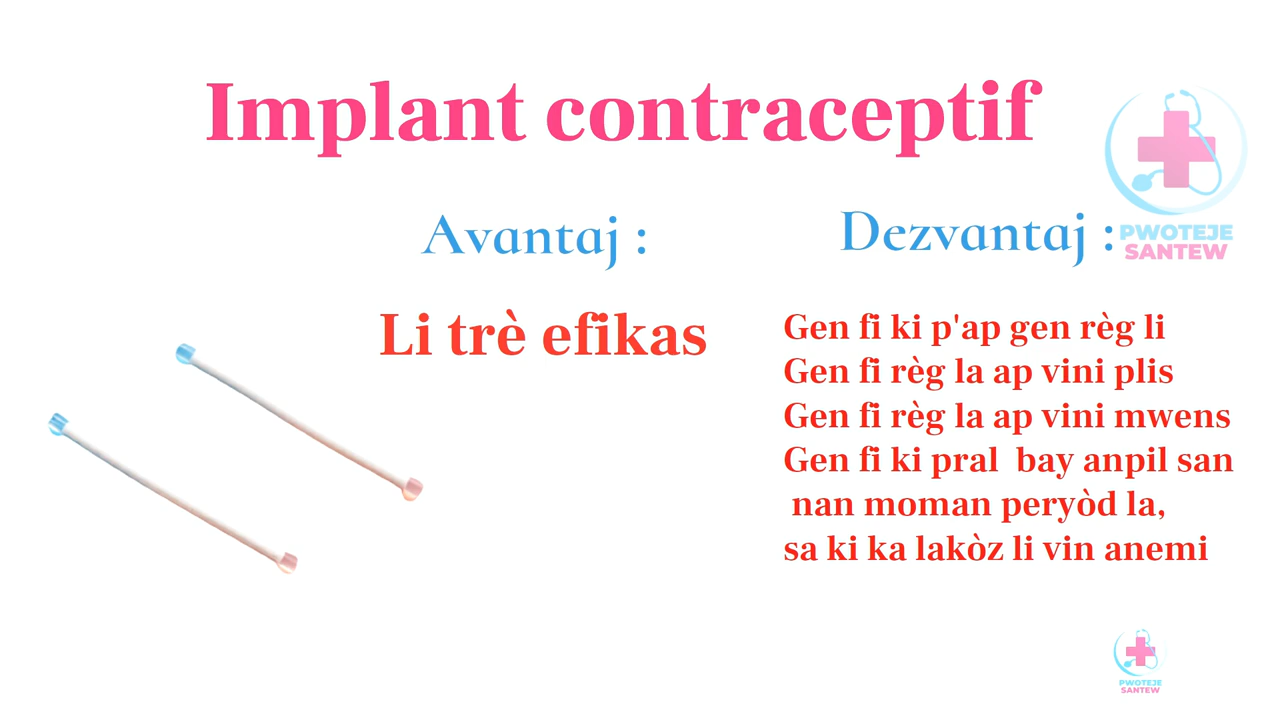 Implant contraceptif
PWOTEJE
SANTEW
Avantaj :
Li trè efikas
Dezvantaj :
Gen fi ki p'ap gen règ li
Gen fi règ la ap vini plis
Gen fi règ la ap vini mwens
Gen fi ki pral bay anpil san
nan moman peryòd la,
sa ki ka lakòz li vin anemi
PWOTEJE
SANTEW